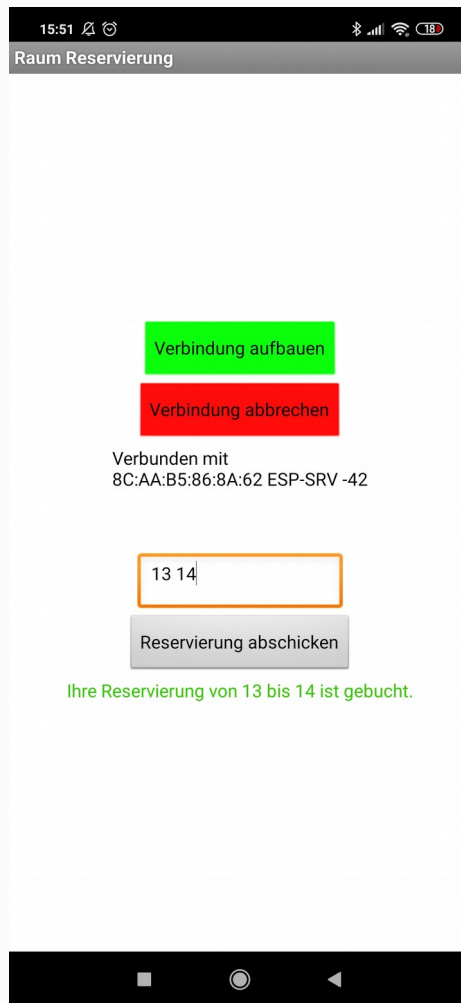 15:51
18
Raum Reservierung
Verbindung aufbauen
Verbindung abbrechen
Verbunden mit
8C:AA:B5:86:8A:62 ESP-SRV -42
13 14
Reservierung abschicken
Ihre Reservierung von 13 bis 14 ist gebucht.